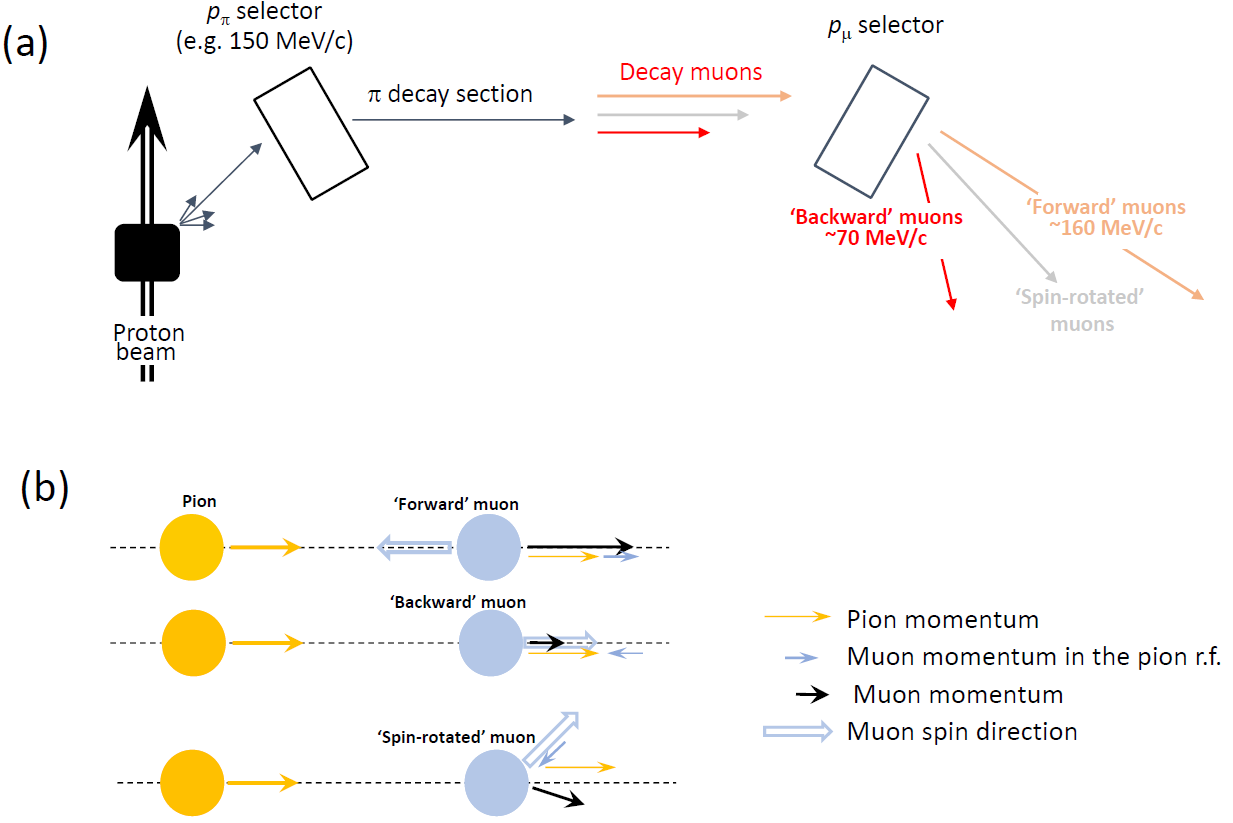 (a)
pπ selector
(e.g. 150 MeV/c)
π decay section
Decay muons
pμ selector
Proton
beam
‘Backward’ muons
~70 MeV/c
‘Forward’ muons
~160 MeV/c
‘Spin-rotated’
muons
(b)
Pion
‘Forward’ muon
‘Backward’ muon
‘Spin-rotated’ muon
Pion momentum
Muon momentum in the pion r.f.
Muon momentum
Muon spin direction